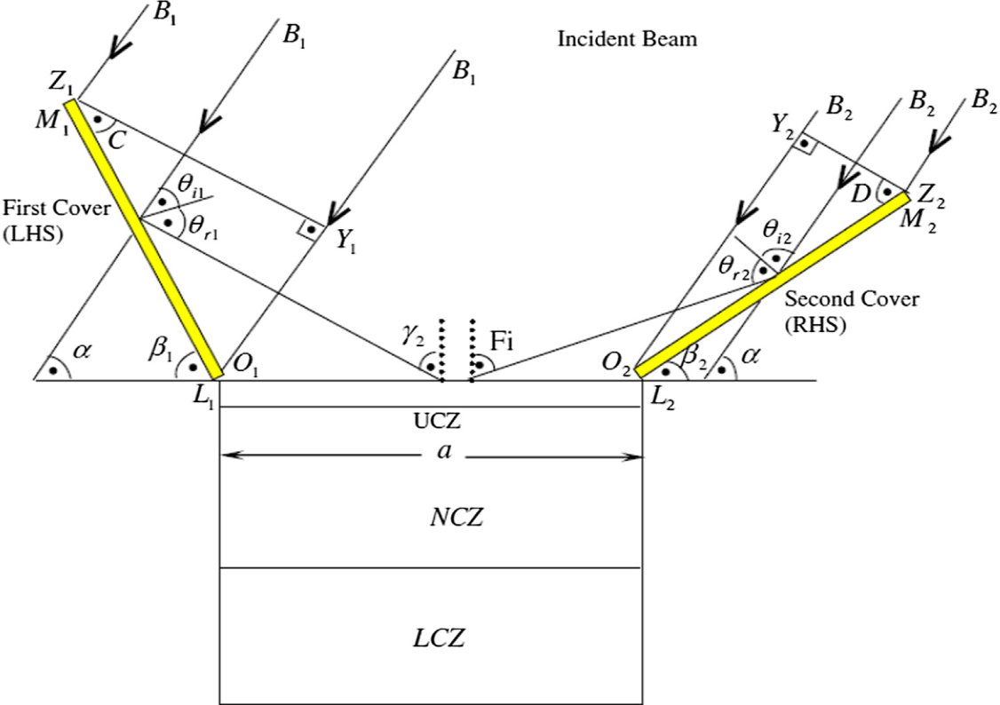 B₁
B₁
B₁
Incident Beam
Z₁
M₁
C
Y₂
B₂
B₂
B₂
First Cover
(LHS)
θᵢ₁
θᵣ₁
Y₁
D
Z₂
M₂
θᵢ₂
θᵣ₂
Second Cover
(RHS)
α
β₁
O₁
γ₂
Fi
O₂
β₂
α
L₁
L₂
UCZ
a
NCZ
LCZ